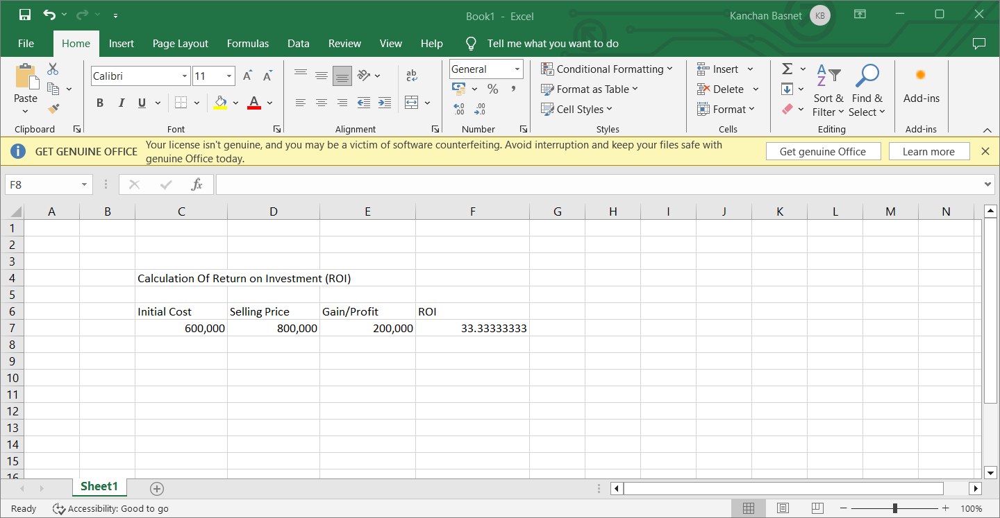 Book1 - Excel
Kanchan Basnet KB
File Home Insert Page Layout Formulas Data Review View Help Tell me what you want to do
Paste
Clipboard
Calibri 11
B I U A
Font
ab
Alignment
General
% ,
.00 .0
Number
Conditional Formatting
Format as Table
Cell Styles
Styles
Insert
Delete
Format
Cells
Sort & Filter
Find & Select
Editing
Add-ins
Add-ins
GET GENUINE OFFICE Your license isn't genuine, and you may be a victim of software counterfeiting. Avoid interruption and keep your files safe with
genuine Office today.
Get genuine Office Learn more
F8 fx
A B C D E F G H I J K L M N
1
2
3
4 Calculation Of Return on Investment (ROI)
5
6 Initial Cost Selling Price Gain/Profit ROI
7 600,000 800,000 200,000 33.33333333
8
9
10
11
12
13
14
15
16
Sheet1
Ready Accessibility: Good to go 100%